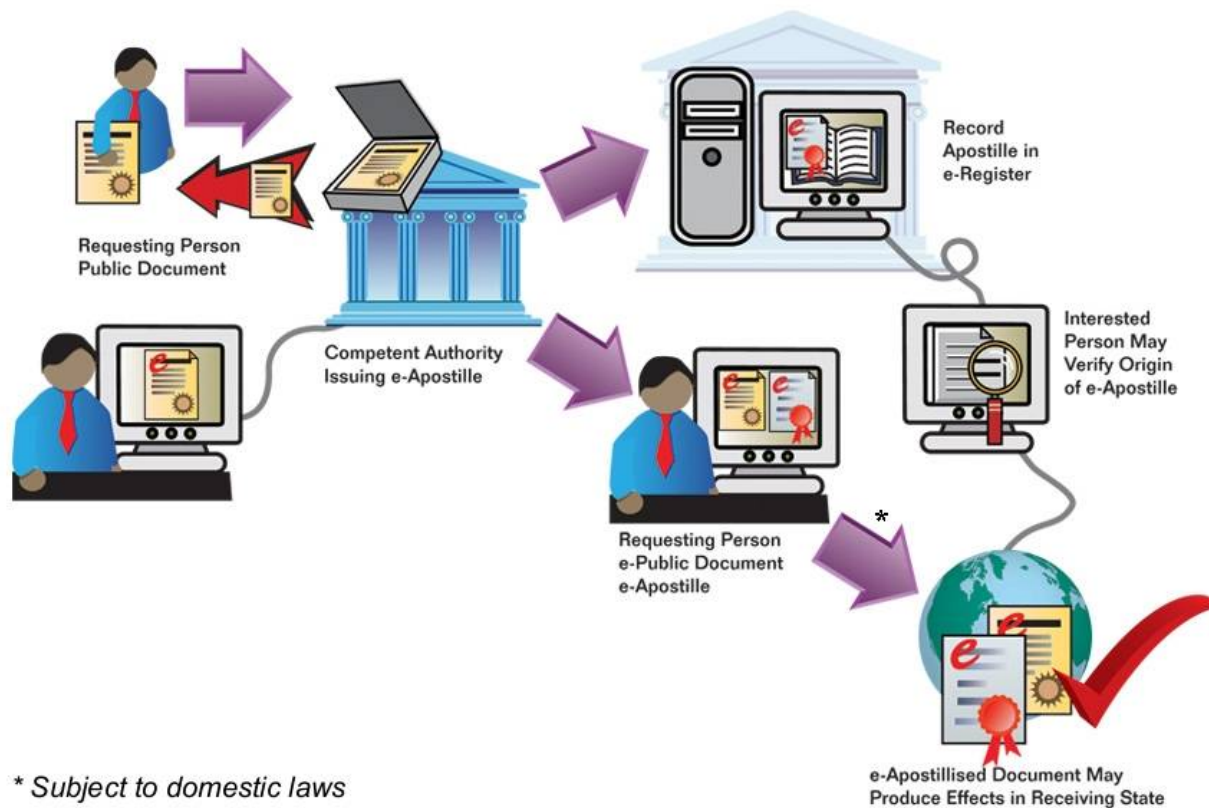 Requesting Person
Public Document
Competent Authority
Issuing e-Apostille
Record
Apostille in
e-Register
Interested
Person May
Verify Origin
of e-Apostille
*
Requesting Person
e-Public Document
e-Apostille
e-Apostillised Document May
Produce Effects in Receiving State
* Subject to domestic laws